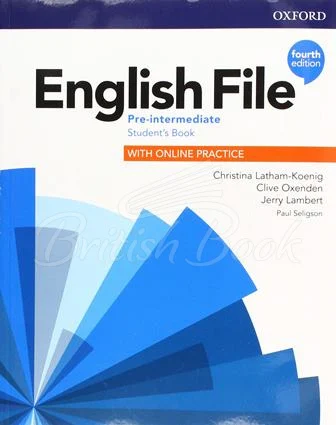 OXFORD
fourth
edition
English File
Pre-intermediate
Student's Book
WITH ONLINE PRACTICE
Christina Latham-Koenig
Clive Oxenden
Jerry Lambert
Paul Seligson
British Book